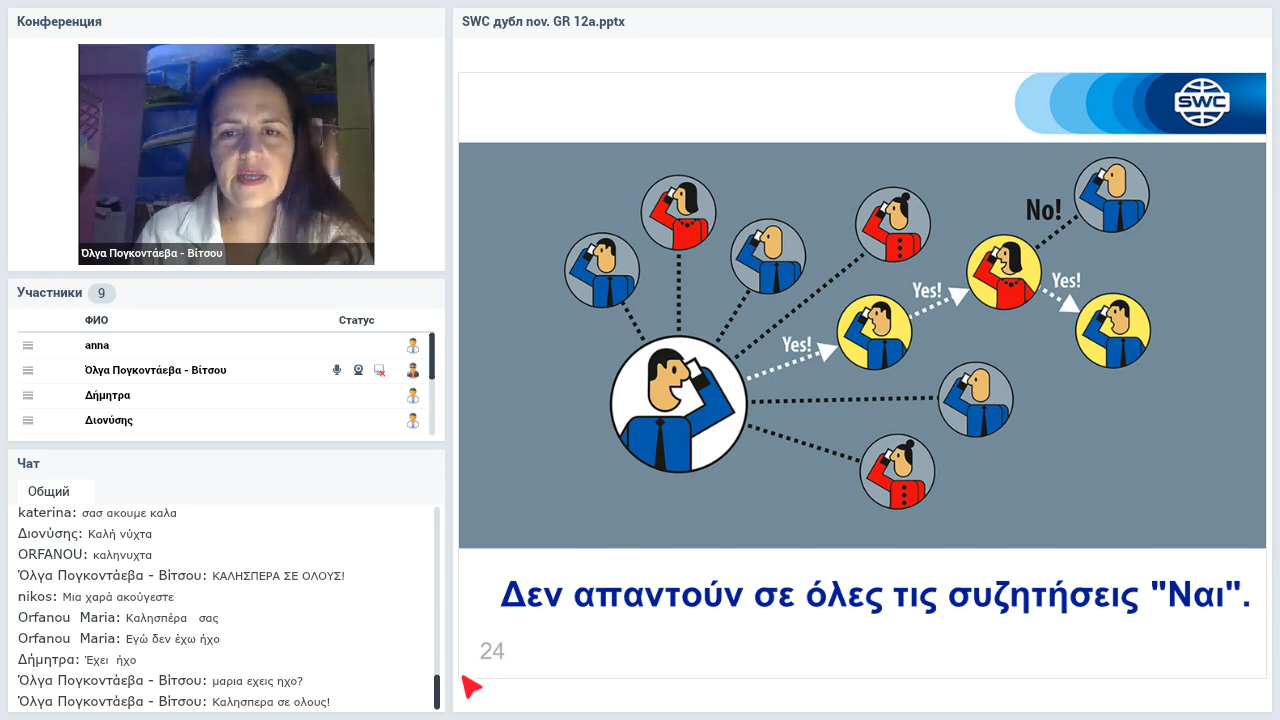 Конференция
Όλγα Πογκοντάεβα - Βίτσου
Участники 9
ФИО Статус
anna
Όλγα Πογκοντάεβα - Βίτσου
Δήμητρα
Διονύσης
Чат
Общий
katerina: σασ ακουμε καλα
Διονύσης: Καλή νύχτα
ORFANOU: καληνυχτα
Όλγα Πογκοντάεβα - Βίτσου: ΚΑΛΗΣΠΕΡΑ ΣΕ ΟΛΟΥΣ!
nikos: Μια χαρά ακούγεστε
Orfanou Maria: Καλησπέρα σας
Orfanou Maria: Εγώ δεν έχω ήχο
Δήμητρα: Έχει ήχο
Όλγα Πογκοντάεβα - Βίτσου: μαρια εχεις ηχο?
Όλγα Πογκοντάεβα - Βίτσου: Καλησπερα σε ολους!
SWC дубл nov. GR 12a.pptx
SWC
No!
Yes!
Yes!
Yes!
Δεν απαντούν σε όλες τις συζητήσεις "Ναι".
24